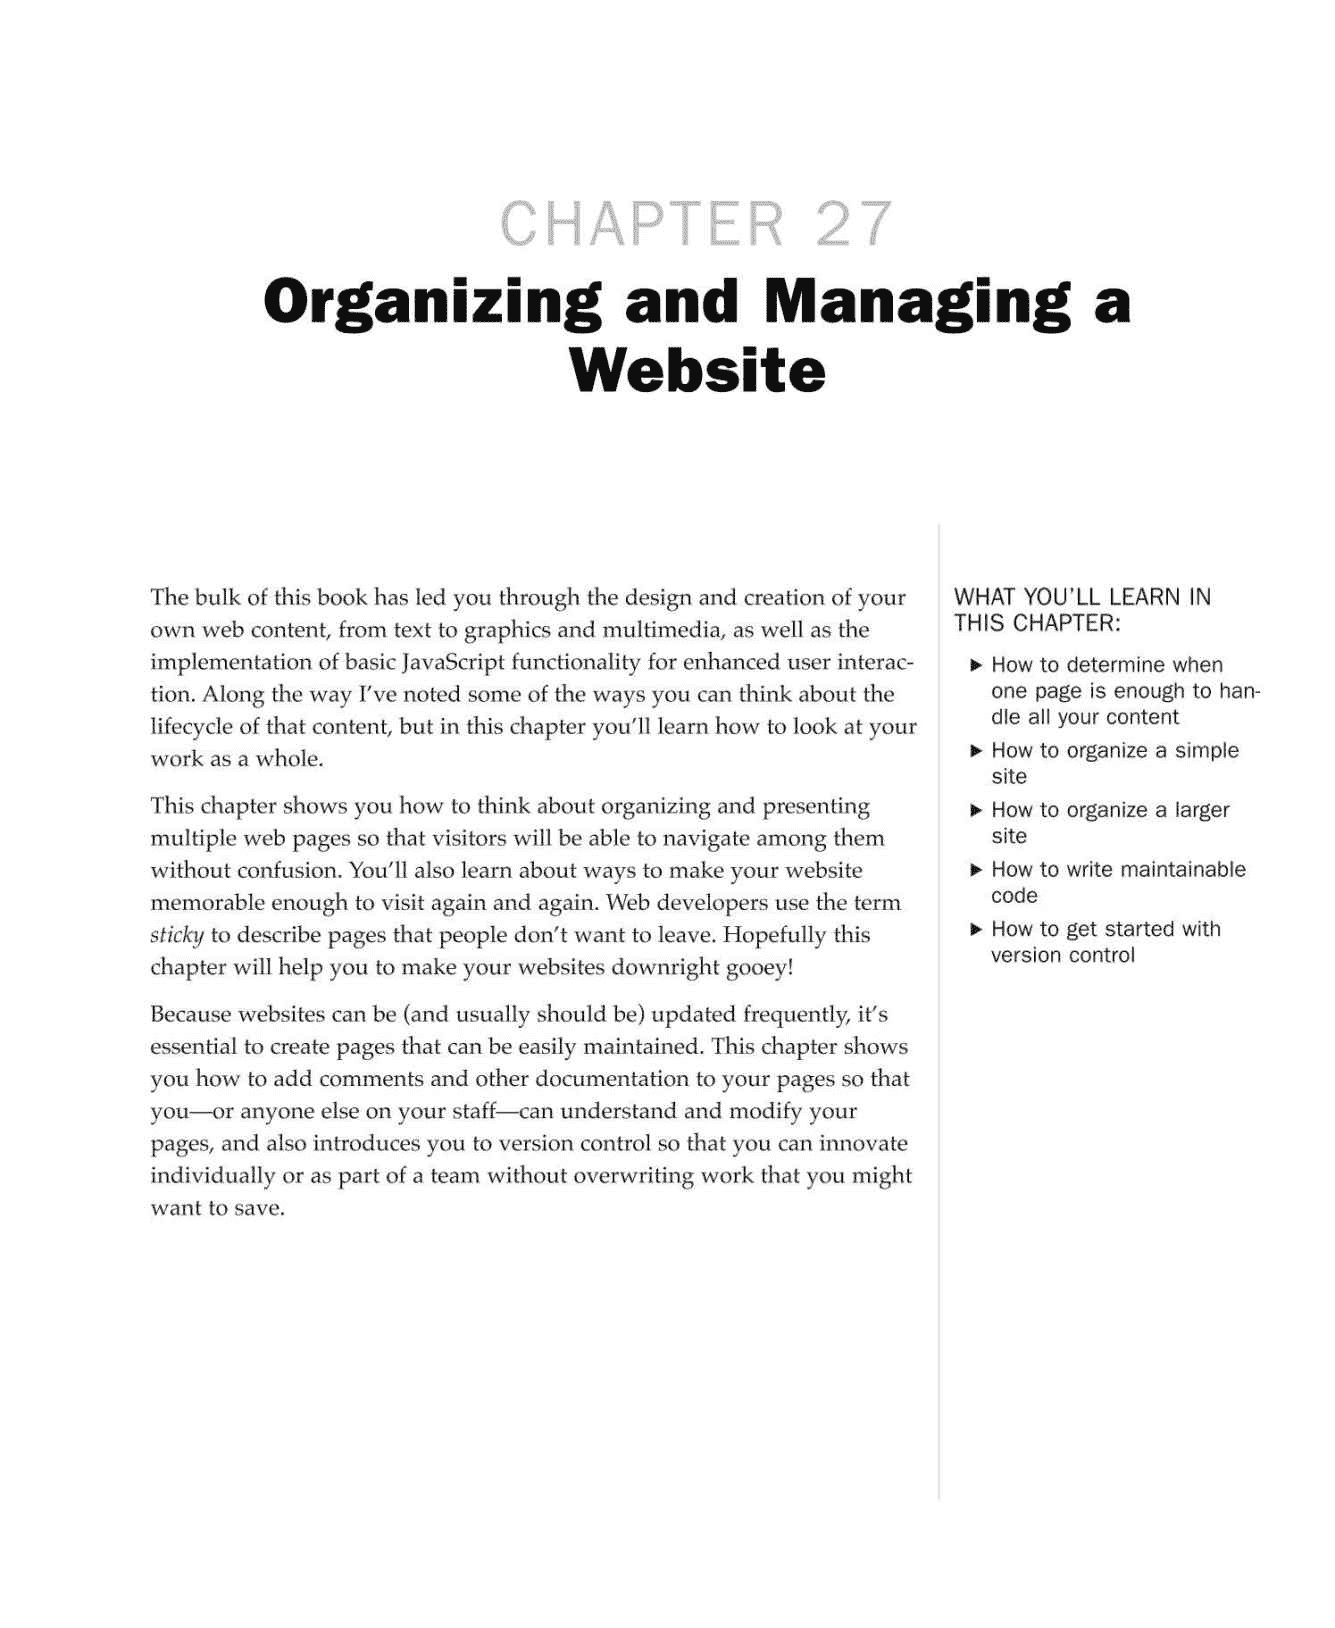 CHAPTER 27
Organizing and Managing a
Website
The bulk of this book has led you through the design and creation of your
own web content, from text to graphics and multimedia, as well as the
implementation of basic JavaScript functionality for enhanced user interac-
tion. Along the way I've noted some of the ways you can think about the
lifecycle of that content, but in this chapter you'll learn how to look at your
work as a whole.
This chapter shows you how to think about organizing and presenting
multiple web pages so that visitors will be able to navigate among them
without confusion. You'll also learn about ways to make your website
memorable enough to visit again and again. Web developers use the term
sticky to describe pages that people don't want to leave. Hopefully this
chapter will help you to make your websites downright gooey!
Because websites can be (and usually should be) updated frequently, it's
essential to create pages that can be easily maintained. This chapter shows
you how to add comments and other documentation to your pages so that
you—or anyone else on your staff—can understand and modify your
pages, and also introduces you to version control so that you can innovate
individually or as part of a team without overwriting work that you might
want to save.
WHAT YOU'LL LEARN IN
THIS CHAPTER:
▶ How to determine when
one page is enough to han-
dle all your content
▶ How to organize a simple
site
▶ How to organize a larger
site
▶ How to write maintainable
code
▶ How to get started with
version control